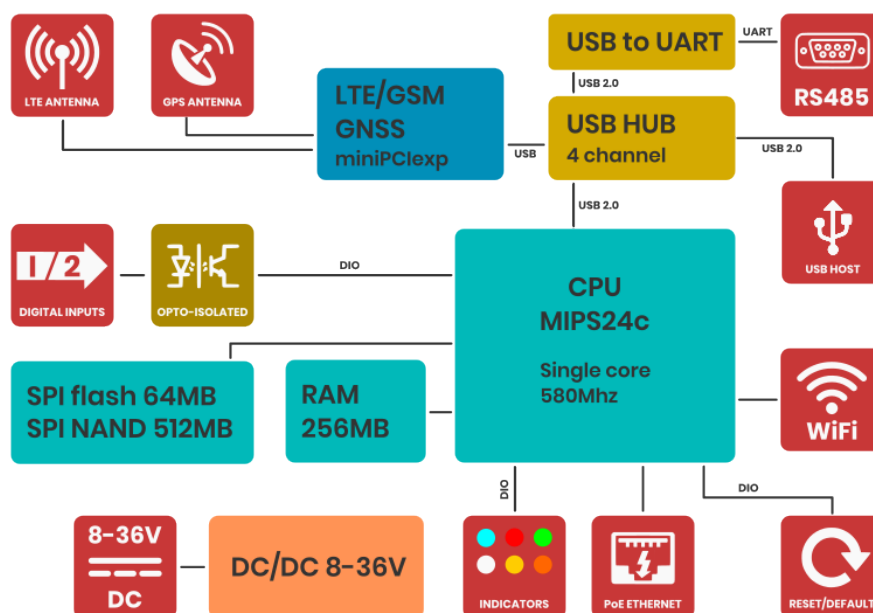 LTE ANTENNA
GPS ANTENNA
LTE/GSM
GNSS
miniPCIexp
USB to UART
UART
RS485
USB 2.0
USB HUB
4 channel
USB
USB 2.0
USB 2.0
USB HOST
1/2
DIGITAL INPUTS
OPTO-ISOLATED
DIO
CPU
MIPS24c
Single core
580Mhz
SPI flash 64MB
SPI NAND 512MB
RAM
256MB
WiFi
DIO
DIO
8-36V
DC
DC/DC 8-36V
INDICATORS
PoE ETHERNET
RESET/DEFAULT